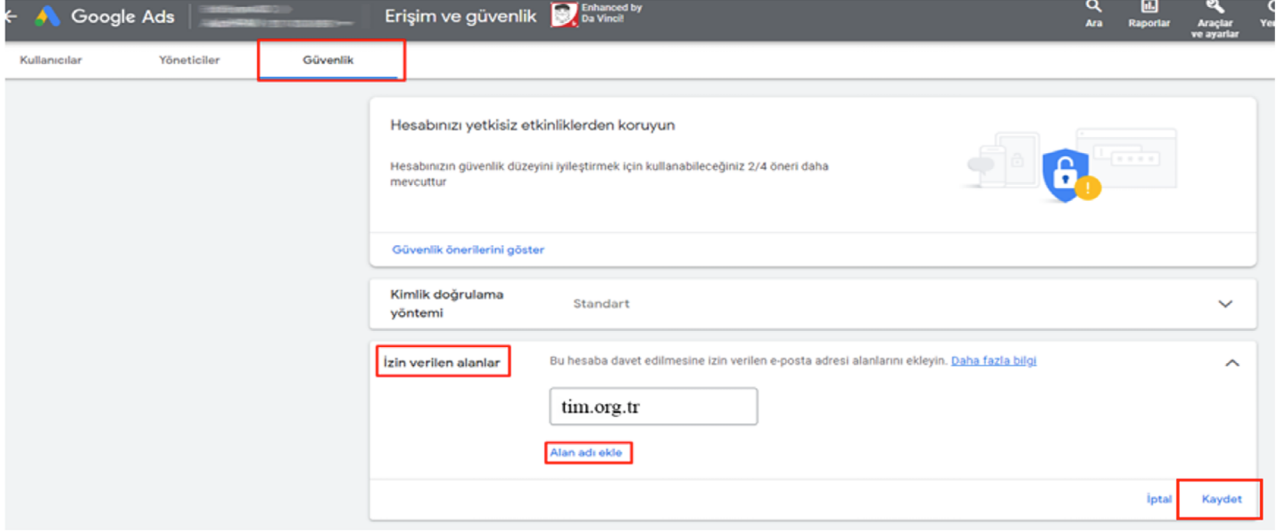 Google Ads
Erişim ve güvenlik
Enhanced by
Da Vinci!
Ara
Raporlar
Araçlar
ve ayarlar
Kullanıcılar
Yöneticiler
Güvenlik
Hesabınızı yetkisiz etkinliklerden koruyun
Hesabınızın güvenlik düzeyini iyileştirmek için kullanabileceğiniz 2/4 öneri daha
mevcuttur
Güvenlik önerilerini göster
Kimlik doğrulama
yöntemi
Standart
İzin verilen alanlar
Bu hesaba davet edilmesine izin verilen e-posta adresi alanlarını ekleyin. Daha fazla bilgi
tim.org.tr
Alan adı ekle
İptal
Kaydet